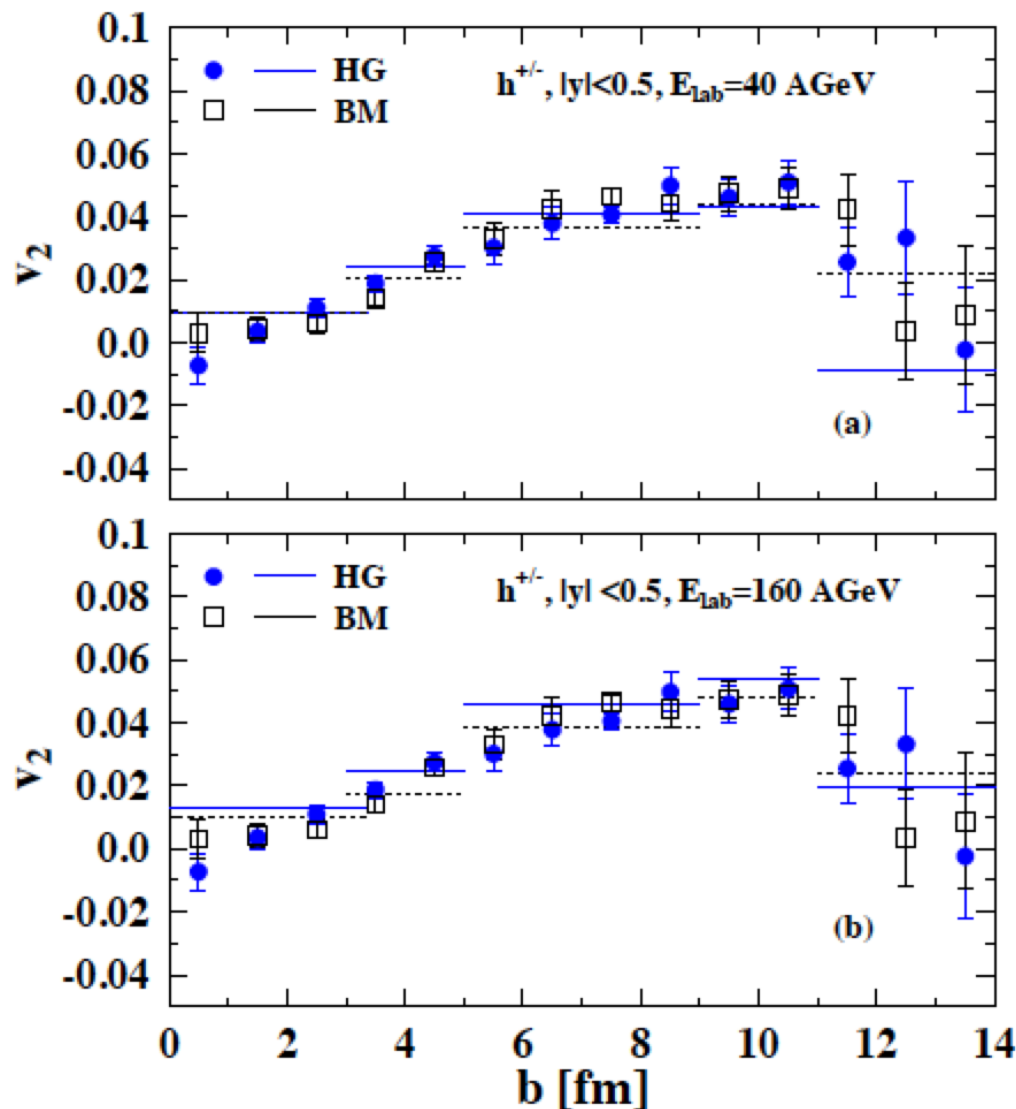 0.1
HG
h+/-, |y|<0.5, Elab=40 AGeV
0.08
BM
0.06
0.04
v2
0.02
0.0
-0.02
(a)
-0.04
0.1
HG
h+/-, |y| <0.5, Elab=160 AGeV
0.08
BM
0.06
0.04
v2
0.02
0.0
-0.02
(b)
-0.04
0 2 4 6 8 10 12 14
b [fm]